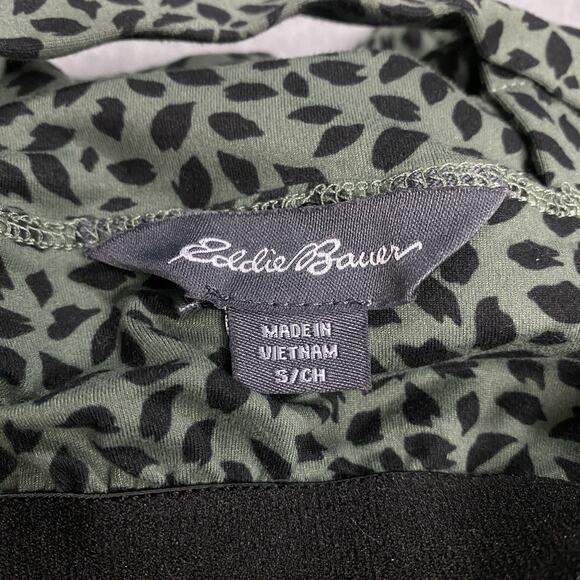 Eddie Bauer
MADE IN
VIETNAM
S/CH